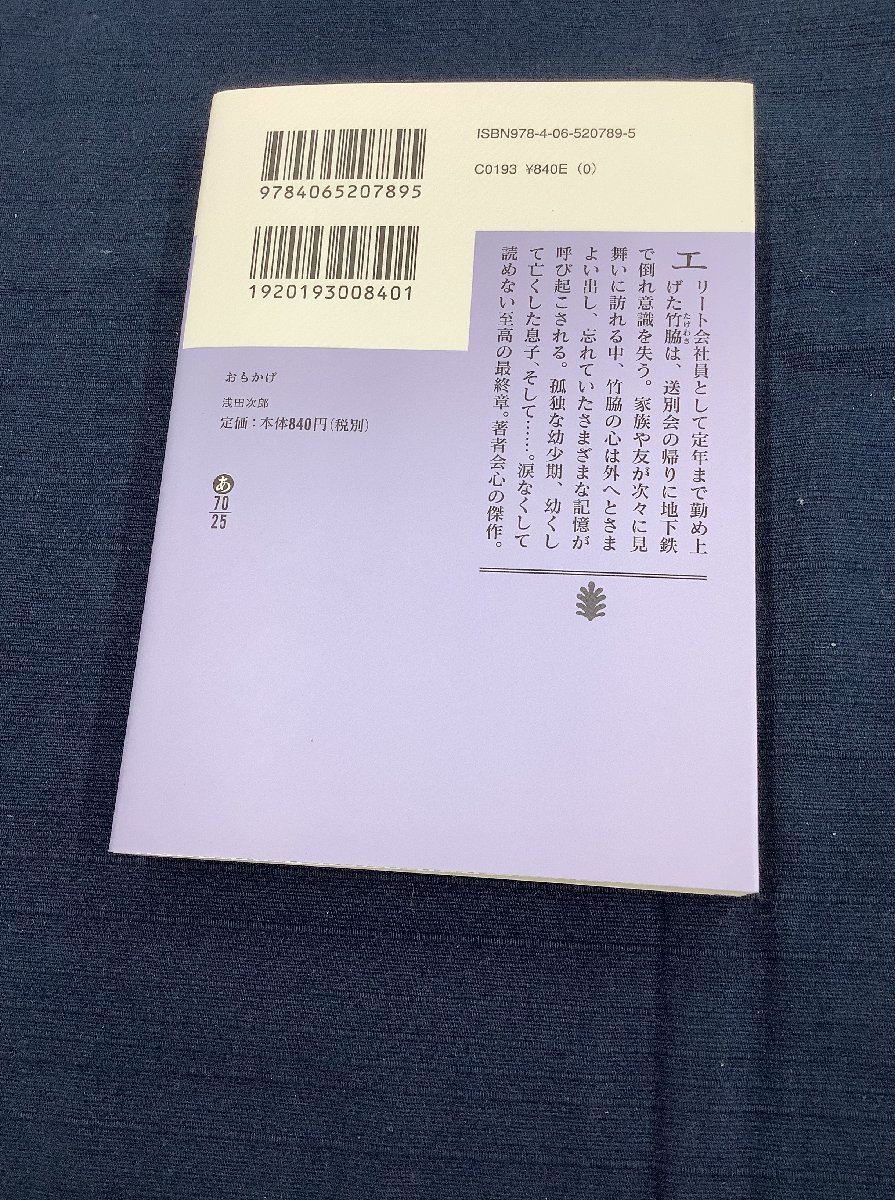 ISBN978-4-06-520789-5
C0193 ¥840E (0)
9784065207895
1920193008401
エリート会社員として定年まで勤め上
げた竹脇は、送別会の帰りに地下鉄
たけわき
で倒れ意識を失う。家族や友が次々に見
舞いに訪れる中、竹脇の心は外へとさま
よい出し、忘れていたさまざまな記憶が
呼び起こされる。孤独な幼少期、幼くし
て亡くした息子、そして……。涙なくして
読めない至高の最終章。著者会心の傑作。
おもかげ
浅田次郎
定価:本体840円(税別)
あ
70
25